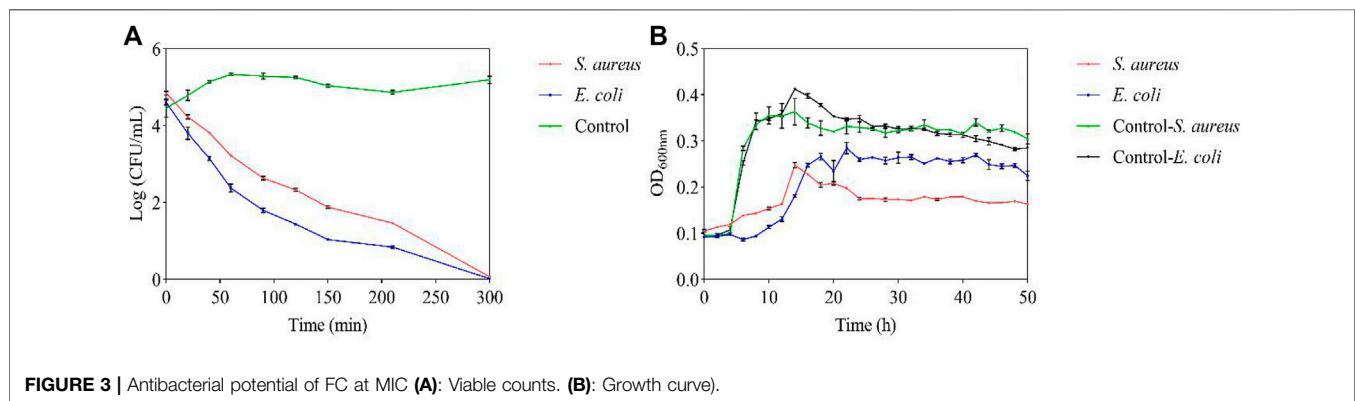 A
6
4
2
0
Log (CFU/mL)
0 50 100 150 200 250 300
Time (min)
S. aureus
E. coli
Control
B
0.5
0.4
0.3
0.2
0.1
0.0
OD600nm
0 10 20 30 40 50
Time (h)
S. aureus
E. coli
Control-S. aureus
Control-E. coli
FIGURE 3 | Antibacterial potential of FC at MIC (A): Viable counts. (B): Growth curve).